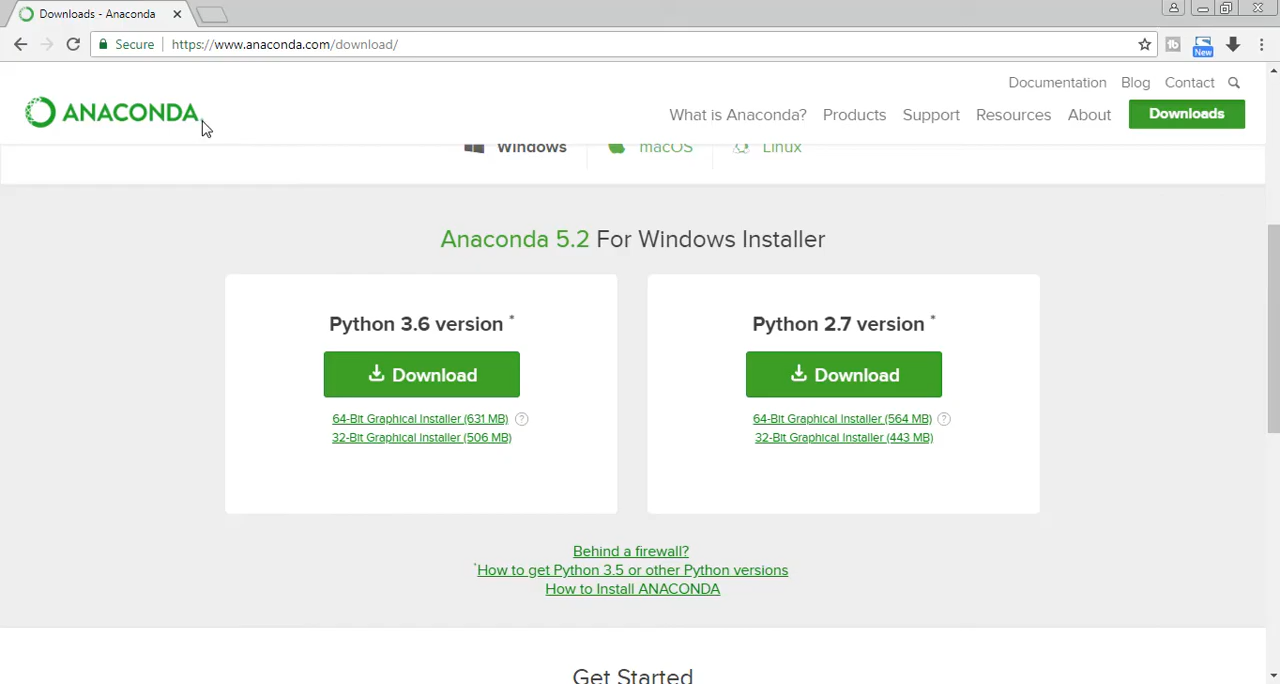 Downloads - Anaconda
Secure
https://www.anaconda.com/download/
New
Documentation
Blog
Contact
ANACONDA
What is Anaconda?
Products
Support
Resources
About
Downloads
Windows
macOS
Linux
Anaconda 5.2 For Windows Installer
Python 3.6 version *
Download
64-Bit Graphical Installer (631 MB) ?
32-Bit Graphical Installer (506 MB)
Python 2.7 version *
Download
64-Bit Graphical Installer (564 MB) ?
32-Bit Graphical Installer (443 MB)
Behind a firewall?
*How to get Python 3.5 or other Python versions
How to Install ANACONDA
Get Started